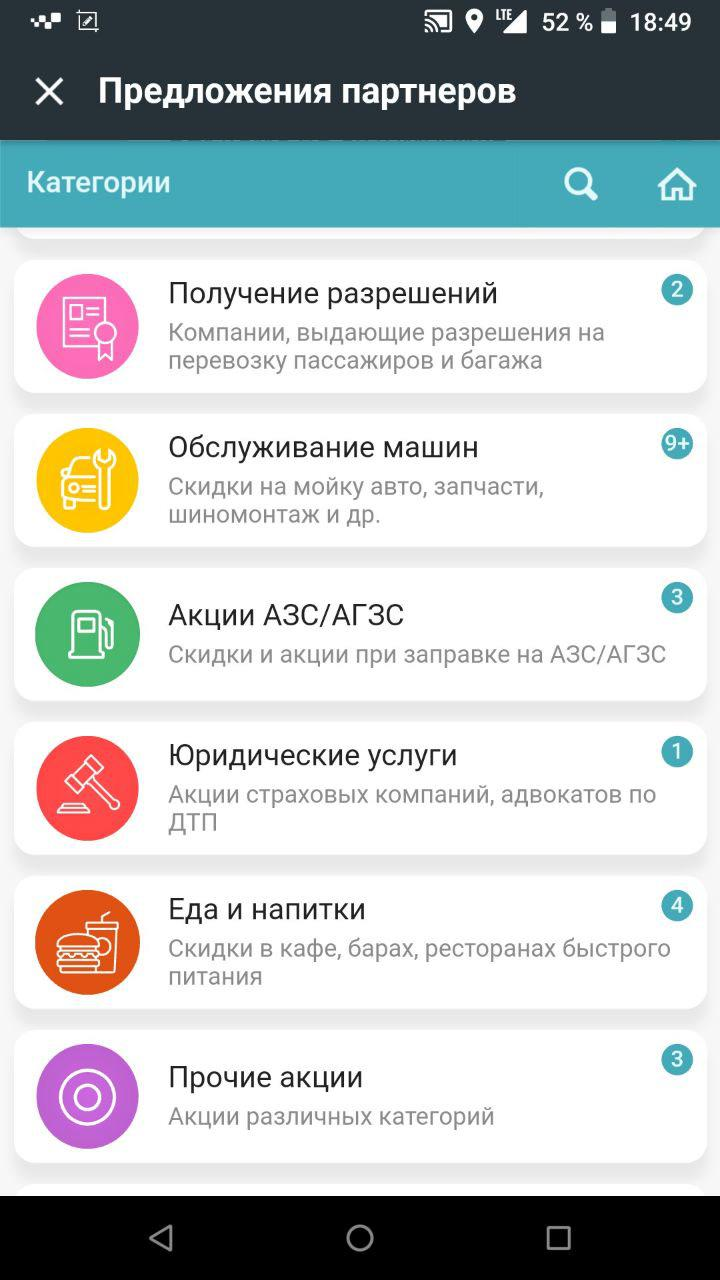 LTE 52 % 18:49
Предложения партнеров
Категории
Получение разрешений 2
Компании, выдающие разрешения на
перевозку пассажиров и багажа
Обслуживание машин 9+
Скидки на мойку авто, запчасти,
шиномонтаж и др.
3
Акции АЗС/АГЗС
Скидки и акции при заправке на АЗС/АГЗС
Юридические услуги 1
Акции страховых компаний, адвокатов по
ДТП
Еда и напитки 4
Скидки в кафе, барах, ресторанах быстрого
питания
3
Прочие акции
Акции различных категорий